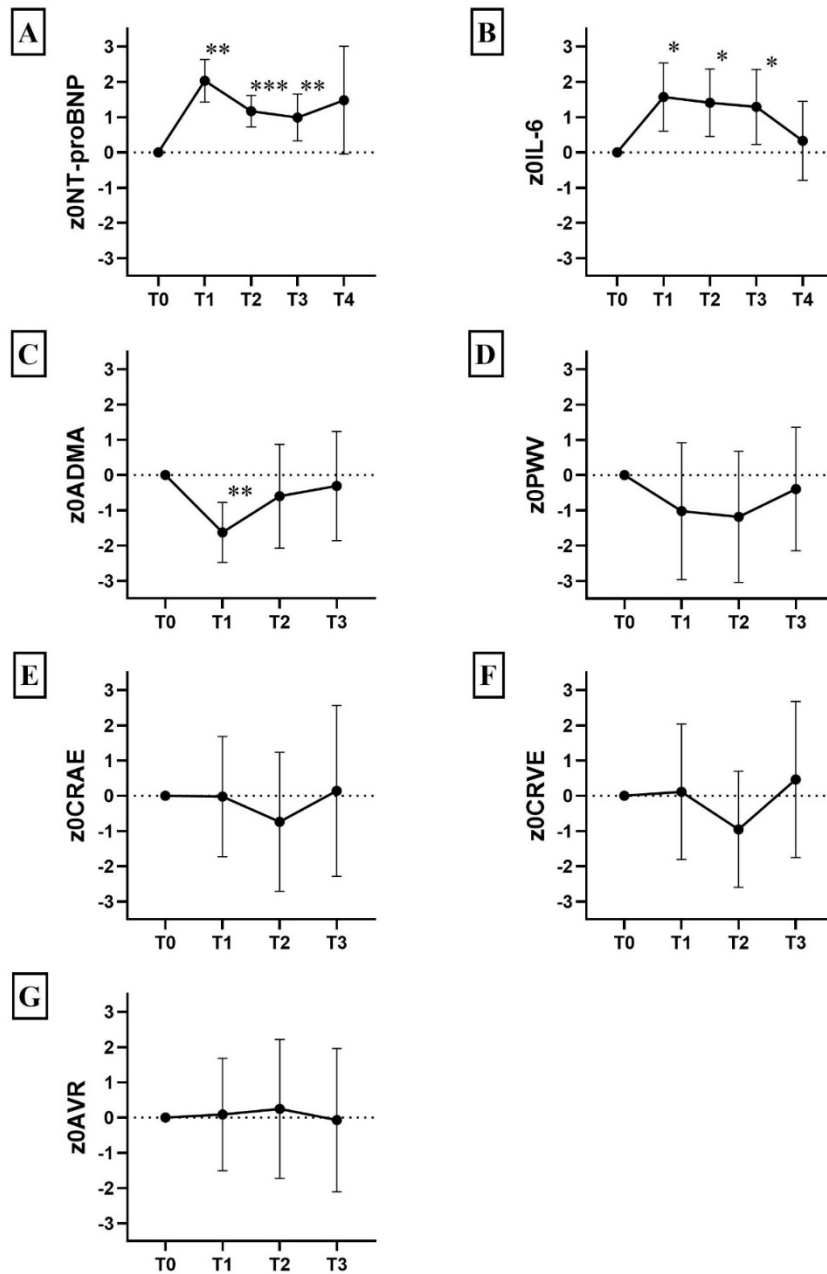 A
z0NT-proBNP
3
2
1
0
-1
-2
-3
**
***
**
T0 T1 T2 T3 T4
B
z0IL-6
3
2
1
0
-1
-2
-3
*
*
*
T0 T1 T2 T3 T4
C
z0ADMA
3
2
1
0
-1
-2
-3
**
T0 T1 T2 T3
D
z0PWV
3
2
1
0
-1
-2
-3
T0 T1 T2 T3
E
z0CRAE
3
2
1
0
-1
-2
-3
T0 T1 T2 T3
F
z0CRVE
3
2
1
0
-1
-2
-3
T0 T1 T2 T3
G
z0AVR
3
2
1
0
-1
-2
-3
T0 T1 T2 T3